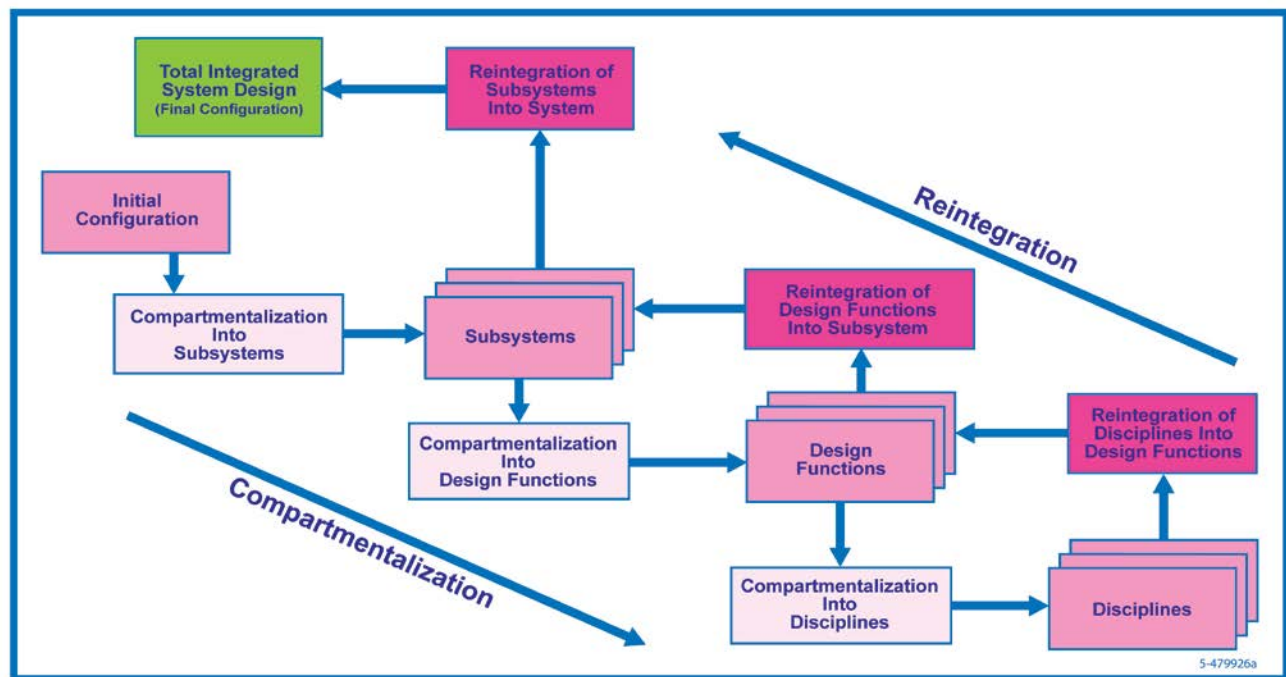 Total Integrated
System Design
(Final Configuration)
Reintegration of
Subsystems
Into System
Initial
Configuration
Reintegration
Compartmentalization
Into
Subsystems
Subsystems
Reintegration of
Design Functions
Into Subsystem
Compartmentalization
Into
Design Functions
Design
Functions
Reintegration of
Disciplines Into
Design Functions
Compartmentalization
Compartmentalization
Into
Disciplines
Disciplines
5-479926a